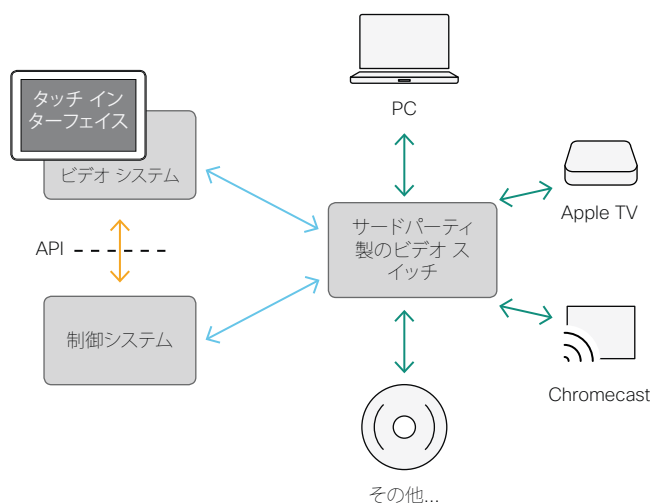 タッチ イン
ターフェイス
ビデオ システム
API
制御システム
PC
サードパーティ
製のビデオ ス
イッチ
Apple TV
Chromecast
その他...